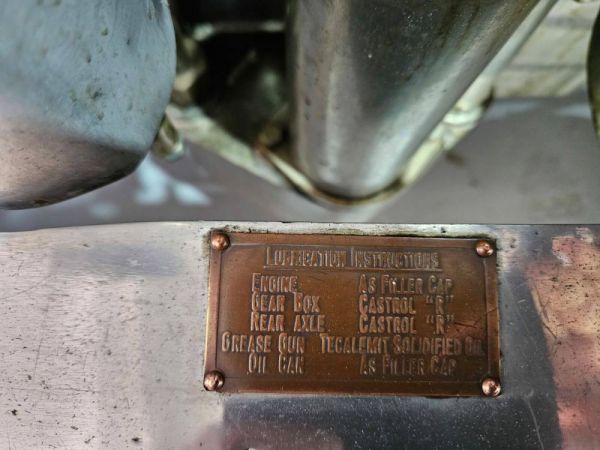 LUBRICATION INSTRUCTIONS
ENGINE AS FILLER CAP
GEAR BOX CASTROL "R"
REAR AXLE CASTROL "R"
GREASE GUN TECALEMIT SOLIDIFIED OIL
OIL CAN AS FILLER CAP